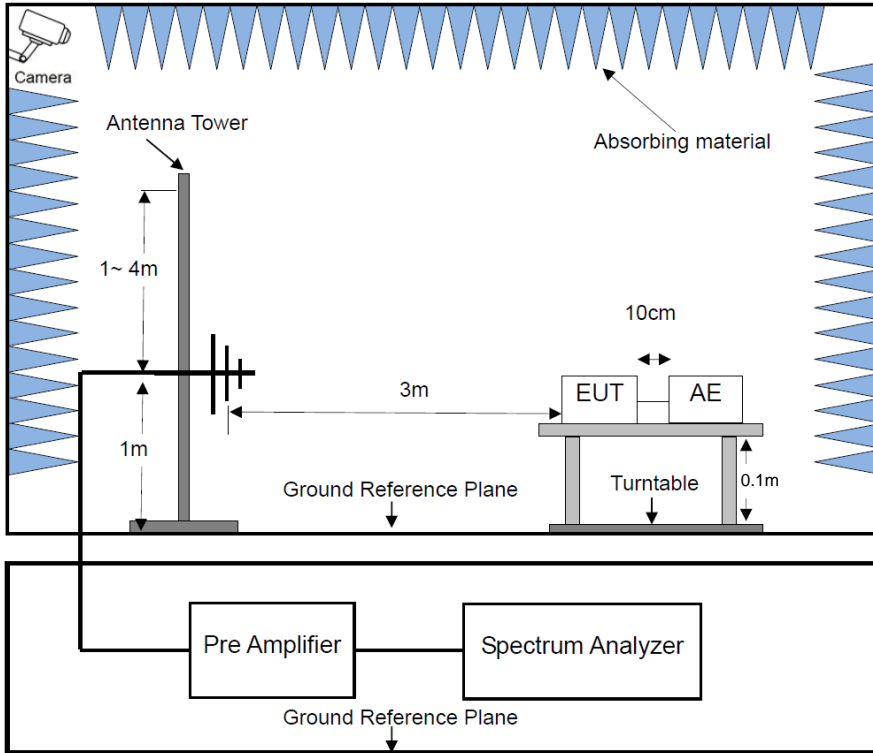 Camera
Antenna Tower
Absorbing material
1~ 4m
10cm
EUT
AE
3m
1m
0.1m
Ground Reference Plane
Turntable
Pre Amplifier
Spectrum Analyzer
Ground Reference Plane